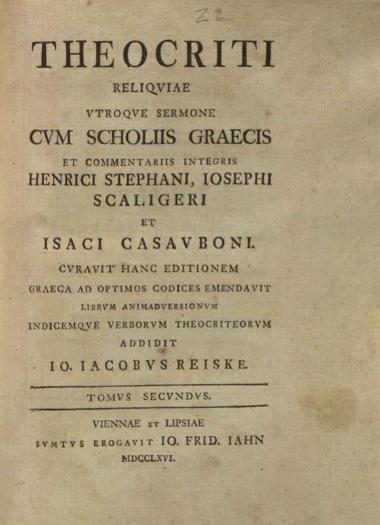 THEOCRITI
RELIQVIAE
VTROQVE SERMONE
CVM SCHOLIIS GRAECIS
ET COMMENTARIIS INTEGRIS
HENRICI STEPHANI, IOSEPHI
SCALIGERI
ET
ISACI CASAVBONI.
CVRAVIT HANC EDITIONEM
GRAECA AD OPTIMOS CODICES EMENDAVIT
LIBRVM ANIMADVERSIONVM
INDICEMQVE VERBORVM THEOCRITEORVM
ADDIDIT
IO. IACOBVS REISKE.
TOMVS SECVNDVS.
VIENNAE ET LIPSIAE
SVMTVS EROGAVIT IO. FRID. IAHN
MDCCLXVI.